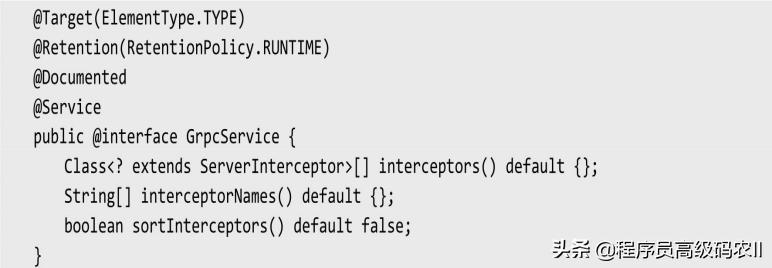 @Target(ElementType.TYPE)
@Retention(RetentionPolicy.RUNTIME)
@Documented
@Service
public @interface GrpcService {
    Class<? extends ServerInterceptor>[] interceptors() default {};
    String[] interceptorNames() default {};
    boolean sortInterceptors() default false;
}
头条 @程序员高级码农II